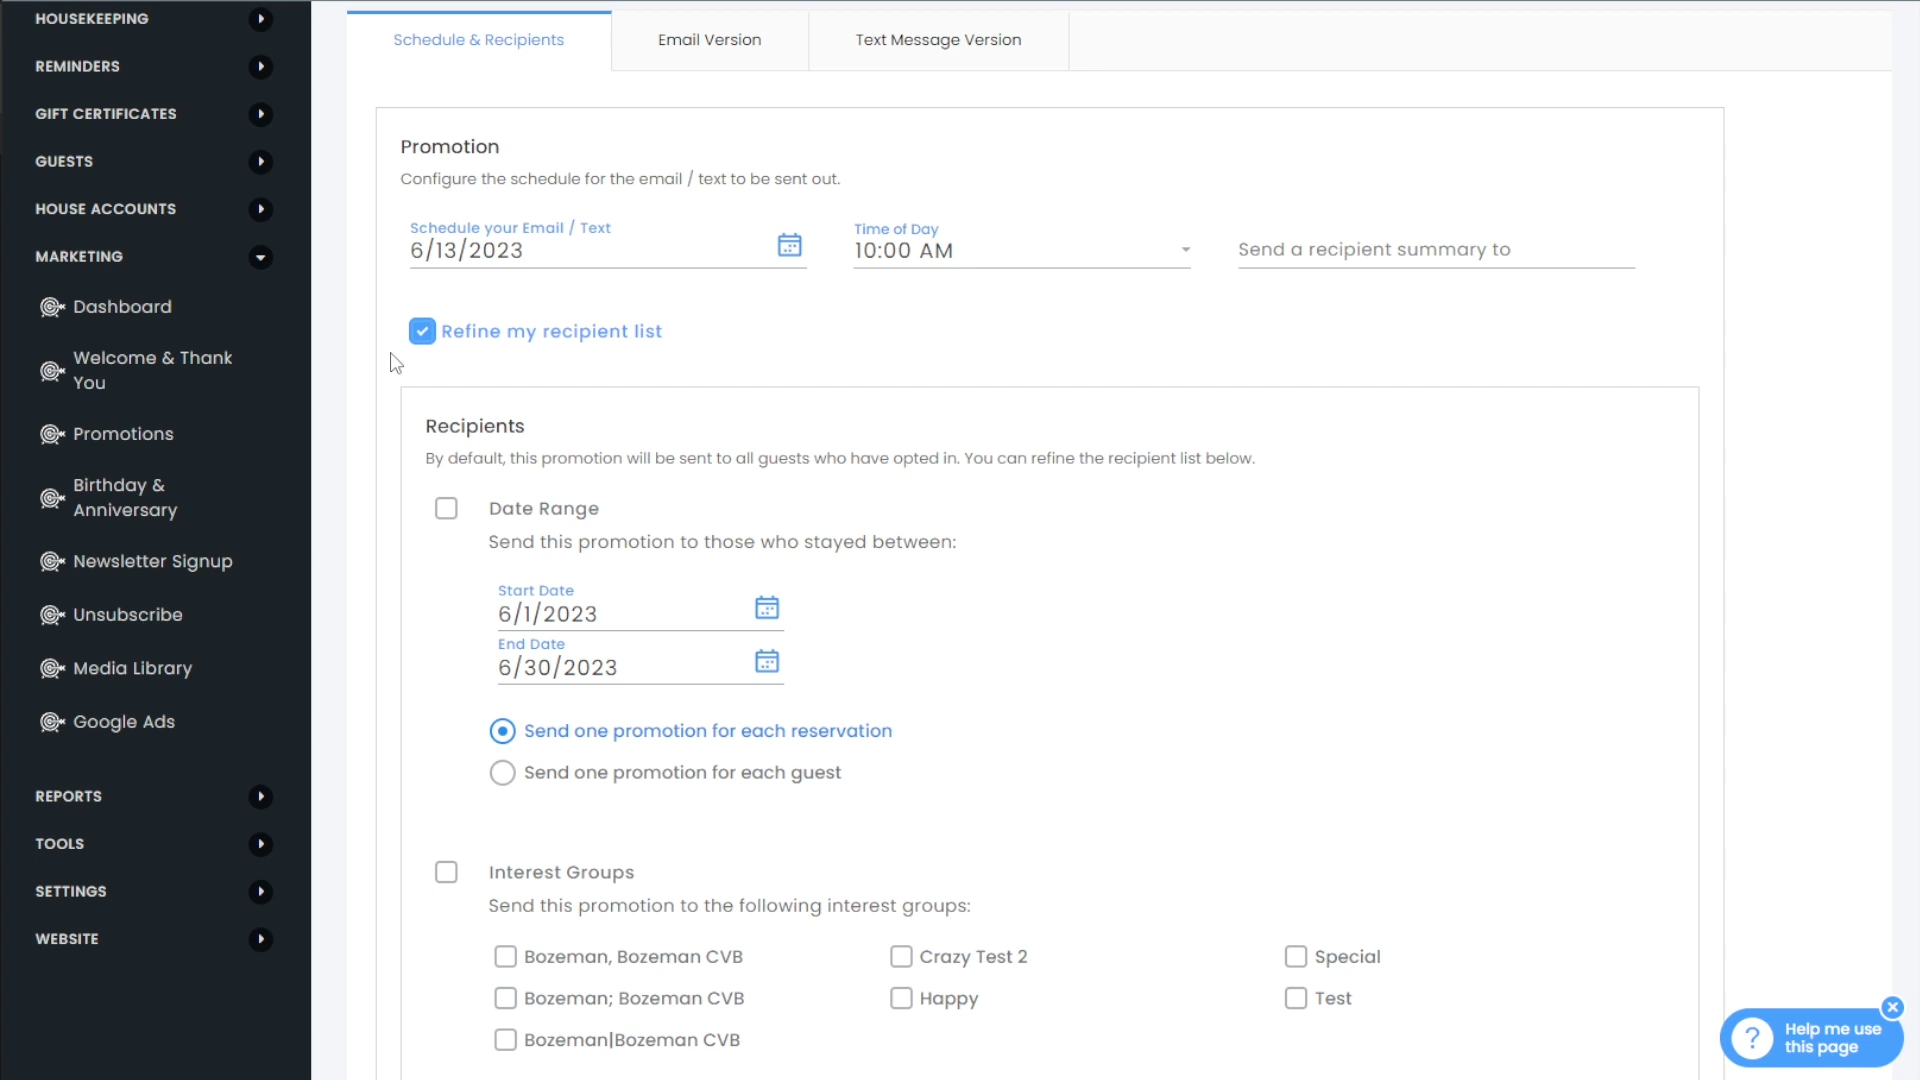 HOUSEKEEPING
REMINDERS
GIFT CERTIFICATES
GUESTS
HOUSE ACCOUNTS
MARKETING
Dashboard
Welcome & Thank
You
Promotions
Birthday &
Anniversary
Newsletter Signup
Unsubscribe
Media Library
Google Ads
REPORTS
TOOLS
SETTINGS
WEBSITE
Schedule & Recipients
Email Version
Text Message Version
Promotion
Configure the schedule for the email / text to be sent out.
Schedule your Email / Text
6/13/2023
Time of Day
10:00 AM
Send a recipient summary to
Refine my recipient list
Recipients
By default, this promotion will be sent to all guests who have opted in. You can refine the recipient list below.
Date Range
Send this promotion to those who stayed between:
Start Date
6/1/2023
End Date
6/30/2023
Send one promotion for each reservation
Send one promotion for each guest
Interest Groups
Send this promotion to the following interest groups:
Bozeman, Bozeman CVB
Crazy Test 2
Special
Bozeman; Bozeman CVB
Happy
Test
Bozeman|Bozeman CVB
? Help me use
this page